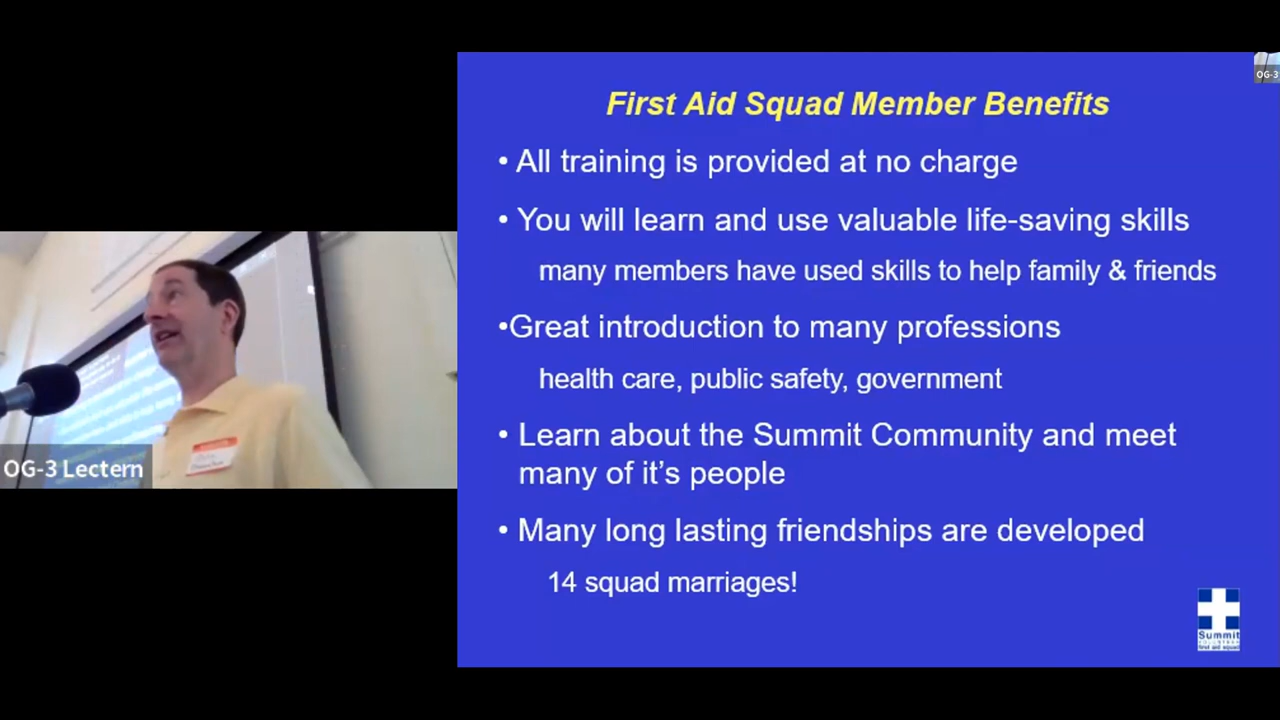 First Aid Squad Member Benefits
OG-3
• All training is provided at no charge
• You will learn and use valuable life-saving skills
many members have used skills to help family & friends
•Great introduction to many professions
health care, public safety, government
• Learn about the Summit Community and meet
many of it's people
• Many long lasting friendships are developed
14 squad marriages!
OG-3 Lectern
Summit
first aid squad